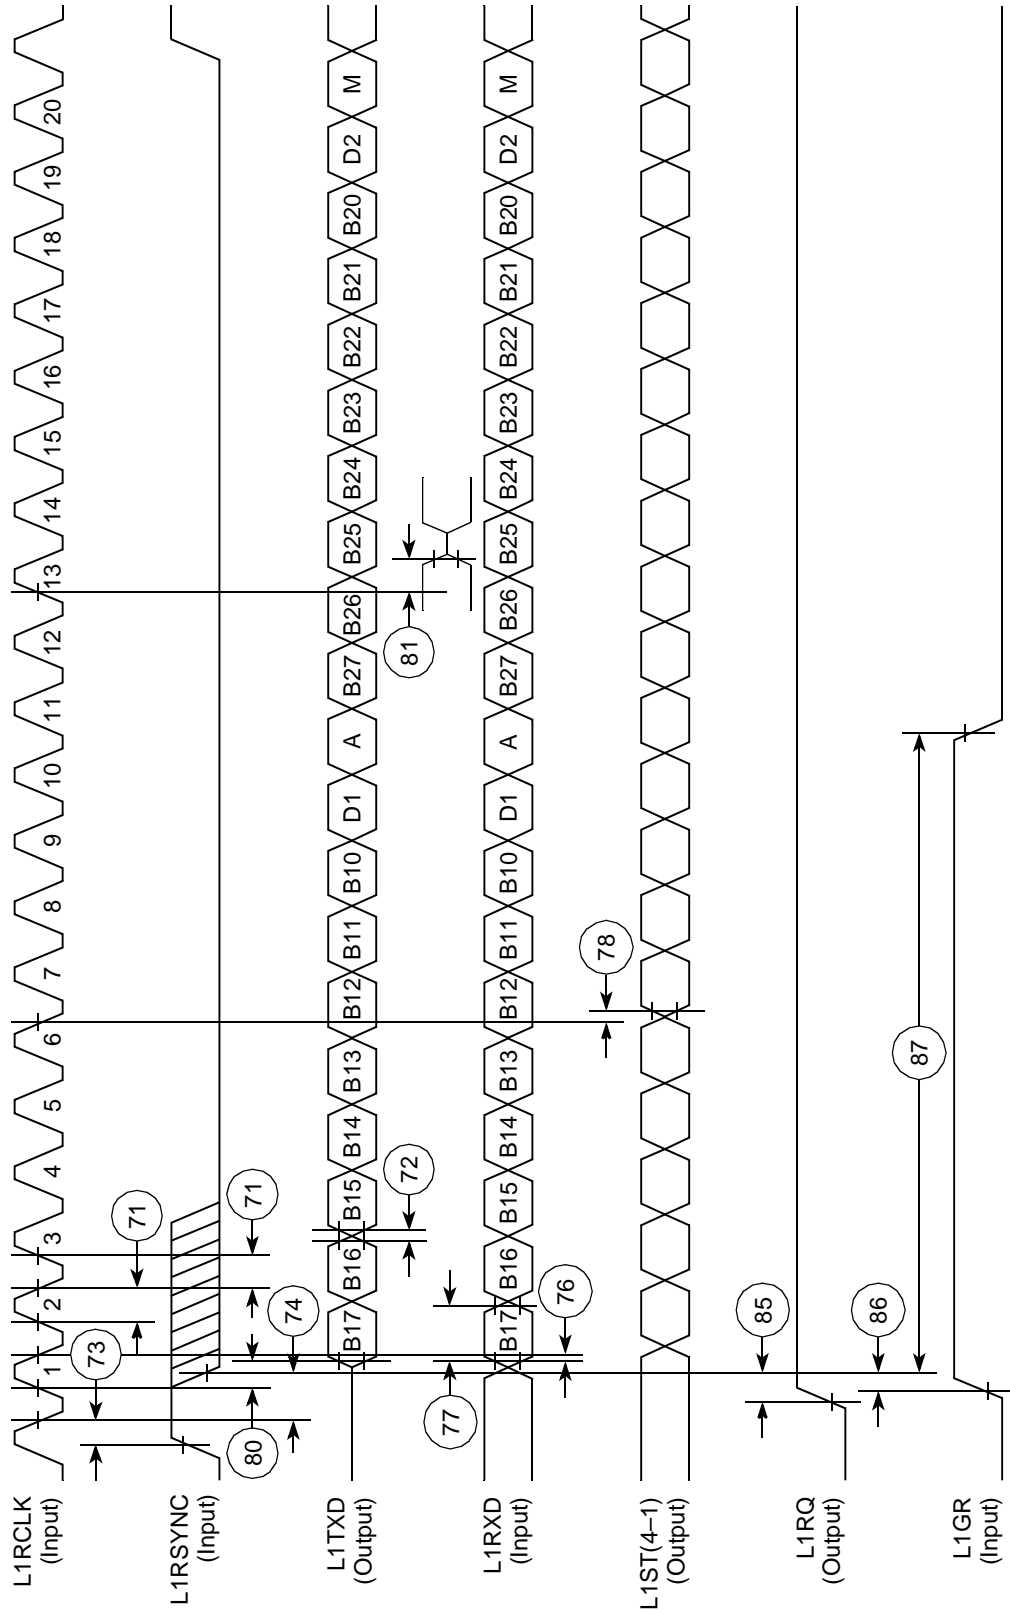 L1RCLK
(Input)
1 2 3 4 5 6 7 8 9 10 11 12 13 14 15 16 17 18 19 20
73
71
L1RSYNC
(Input)
80
74
71
L1TXD
(Output)
B17 B16 B15 B14 B13 B12 B11 B10 D1 A B27 B26 B25 B24 B23 B22 B21 B20 D2 M
72
81
77
L1RXD
(Input)
B17 B16 B15 B14 B13 B12 B11 B10 D1 A B27 B26 B25 B24 B23 B22 B21 B20 D2 M
76
78
L1ST(4–1)
(Output)
85
L1RQ
(Output)
86
87
L1GR
(Input)